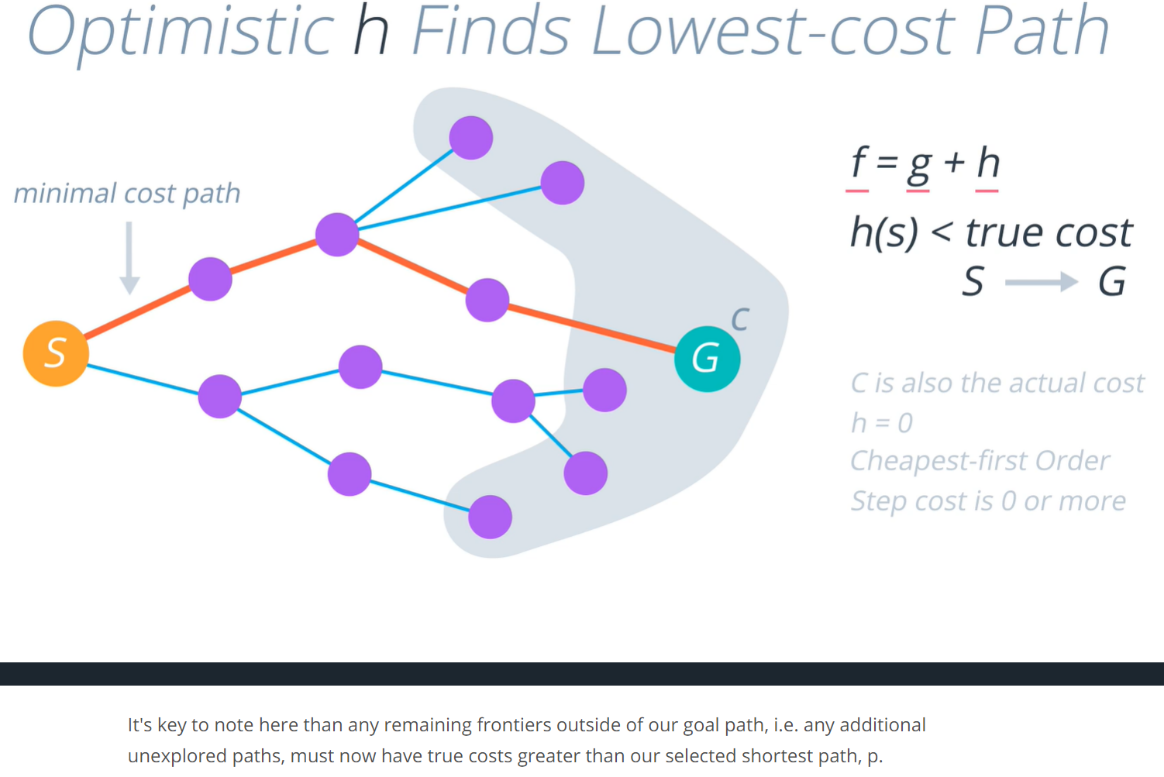 Optimistic h Finds Lowest-cost Path
minimal cost path
S
G
C
f = g + h
h(s) < true cost
S G
C is also the actual cost
h = 0
Cheapest-first Order
Step cost is 0 or more
It's key to note here than any remaining frontiers outside of our goal path, i.e. any additional
unexplored paths, must now have true costs greater than our selected shortest path, p.